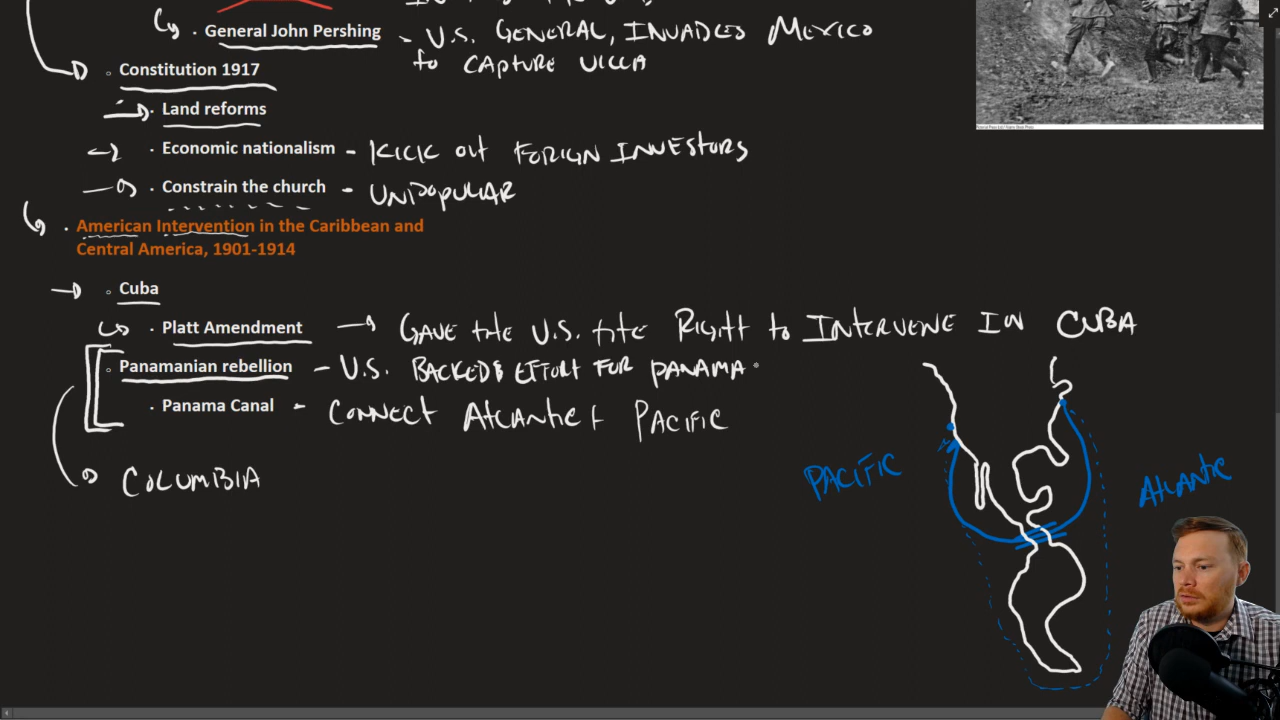 General John Pershing - U.S. GENERAL, INVADED MEXICO
to CAPTURE VILLA
Constitution 1917
Land reforms
Economic nationalism - KICK OUT FORIGN INVESTORS
Constrain the church - UNPOPULAR
American Intervention in the Caribbean and
Central America, 1901-1914
Cuba
Platt Amendment → GAVE the U.S. the RIGHT to INTERVENE IN CUBA
Panamanian rebellion - U.S. BACKED EFFORT FOR PANAMA
Panama Canal - CONNECT ATLANTIC + PACIFIC
PACIFIC
ATLANTIC
COLUMBIA